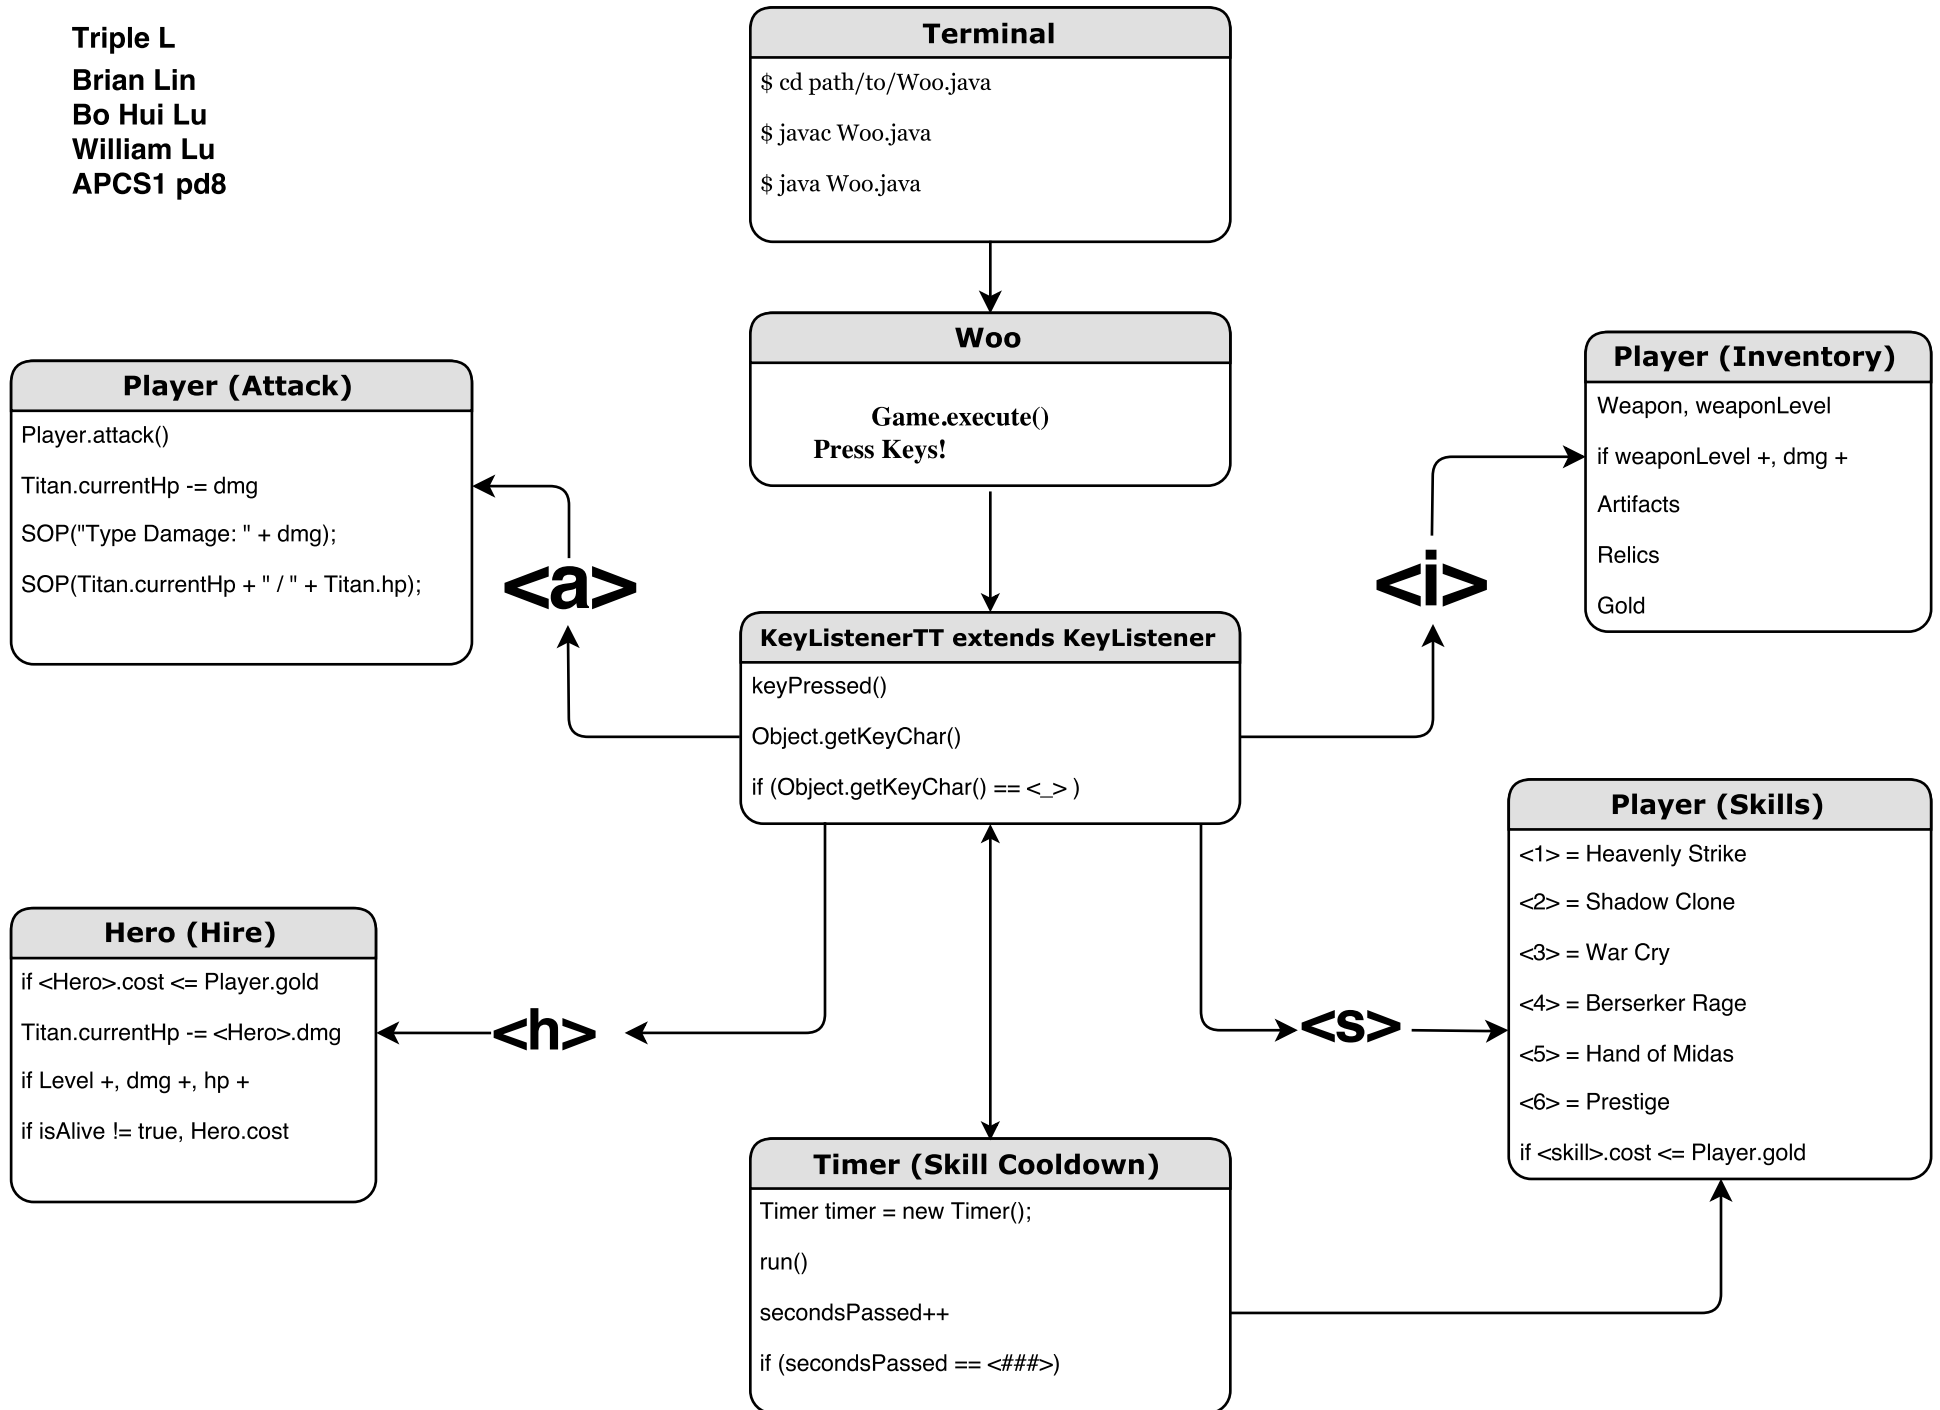 Triple L
Brian Lin
Bo Hui Lu
William Lu
APCS1 pd8
Terminal
$ cd path/to/Woo.java
$ javac Woo.java
$ java Woo.java
Woo
Game.execute()
Press Keys!
Player (Attack)
Player.attack()
Titan.currentHp -= dmg
SOP("Type Damage: " + dmg);
SOP(Titan.currentHp + " / " + Titan.hp);
<a>
<i>
Player (Inventory)
Weapon, weaponLevel
if weaponLevel +, dmg +
Artifacts
Relics
Gold
KeyListenerTT extends KeyListener
keyPressed()
Object.getKeyChar()
if (Object.getKeyChar() == <_> )
Hero (Hire)
if <Hero>.cost <= Player.gold
Titan.currentHp -= <Hero>.dmg
if Level +, dmg +, hp +
if isAlive != true, Hero.cost
<h>
<s>
Player (Skills)
<1> = Heavenly Strike
<2> = Shadow Clone
<3> = War Cry
<4> = Berserker Rage
<5> = Hand of Midas
<6> = Prestige
if <skill>.cost <= Player.gold
Timer (Skill Cooldown)
Timer timer = new Timer();
run()
secondsPassed++
if (secondsPassed == <###>)